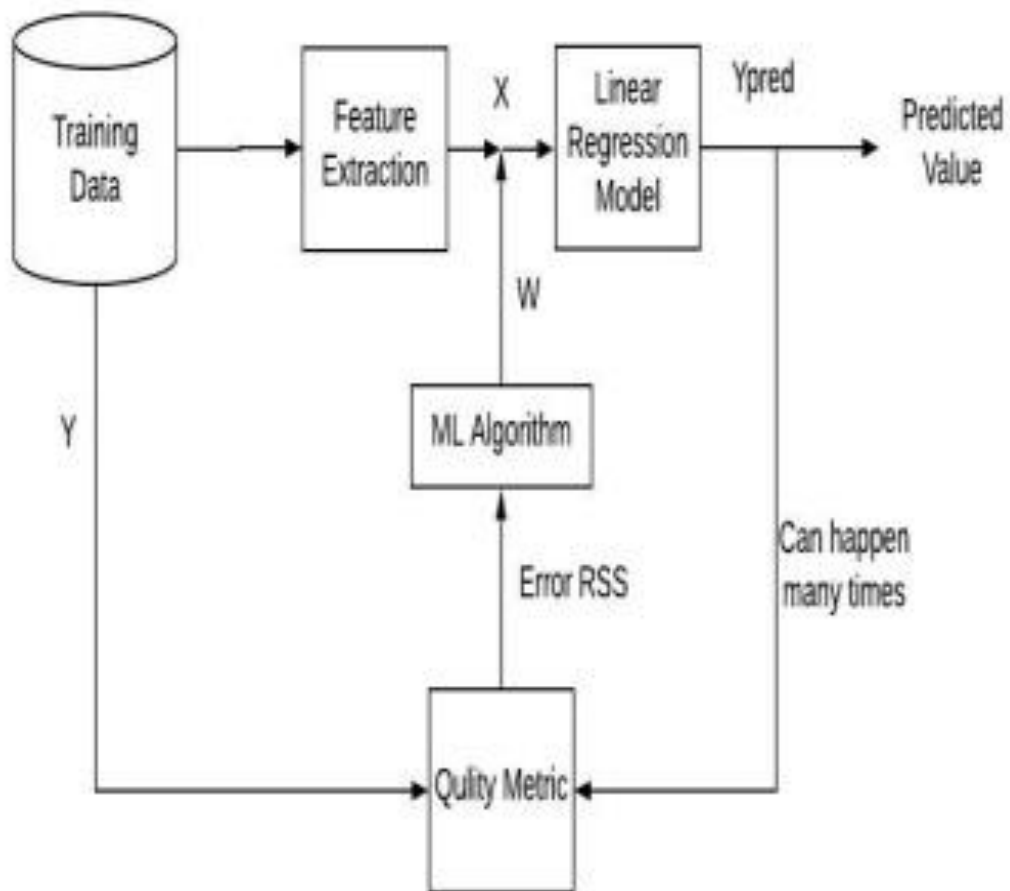 Training
Data
Feature
Extraction
X
Linear
Regression
Model
Ypred
Predicted
Value
W
Y
ML Algorithm
Error RSS
Can happen
many times
Qulity Metric